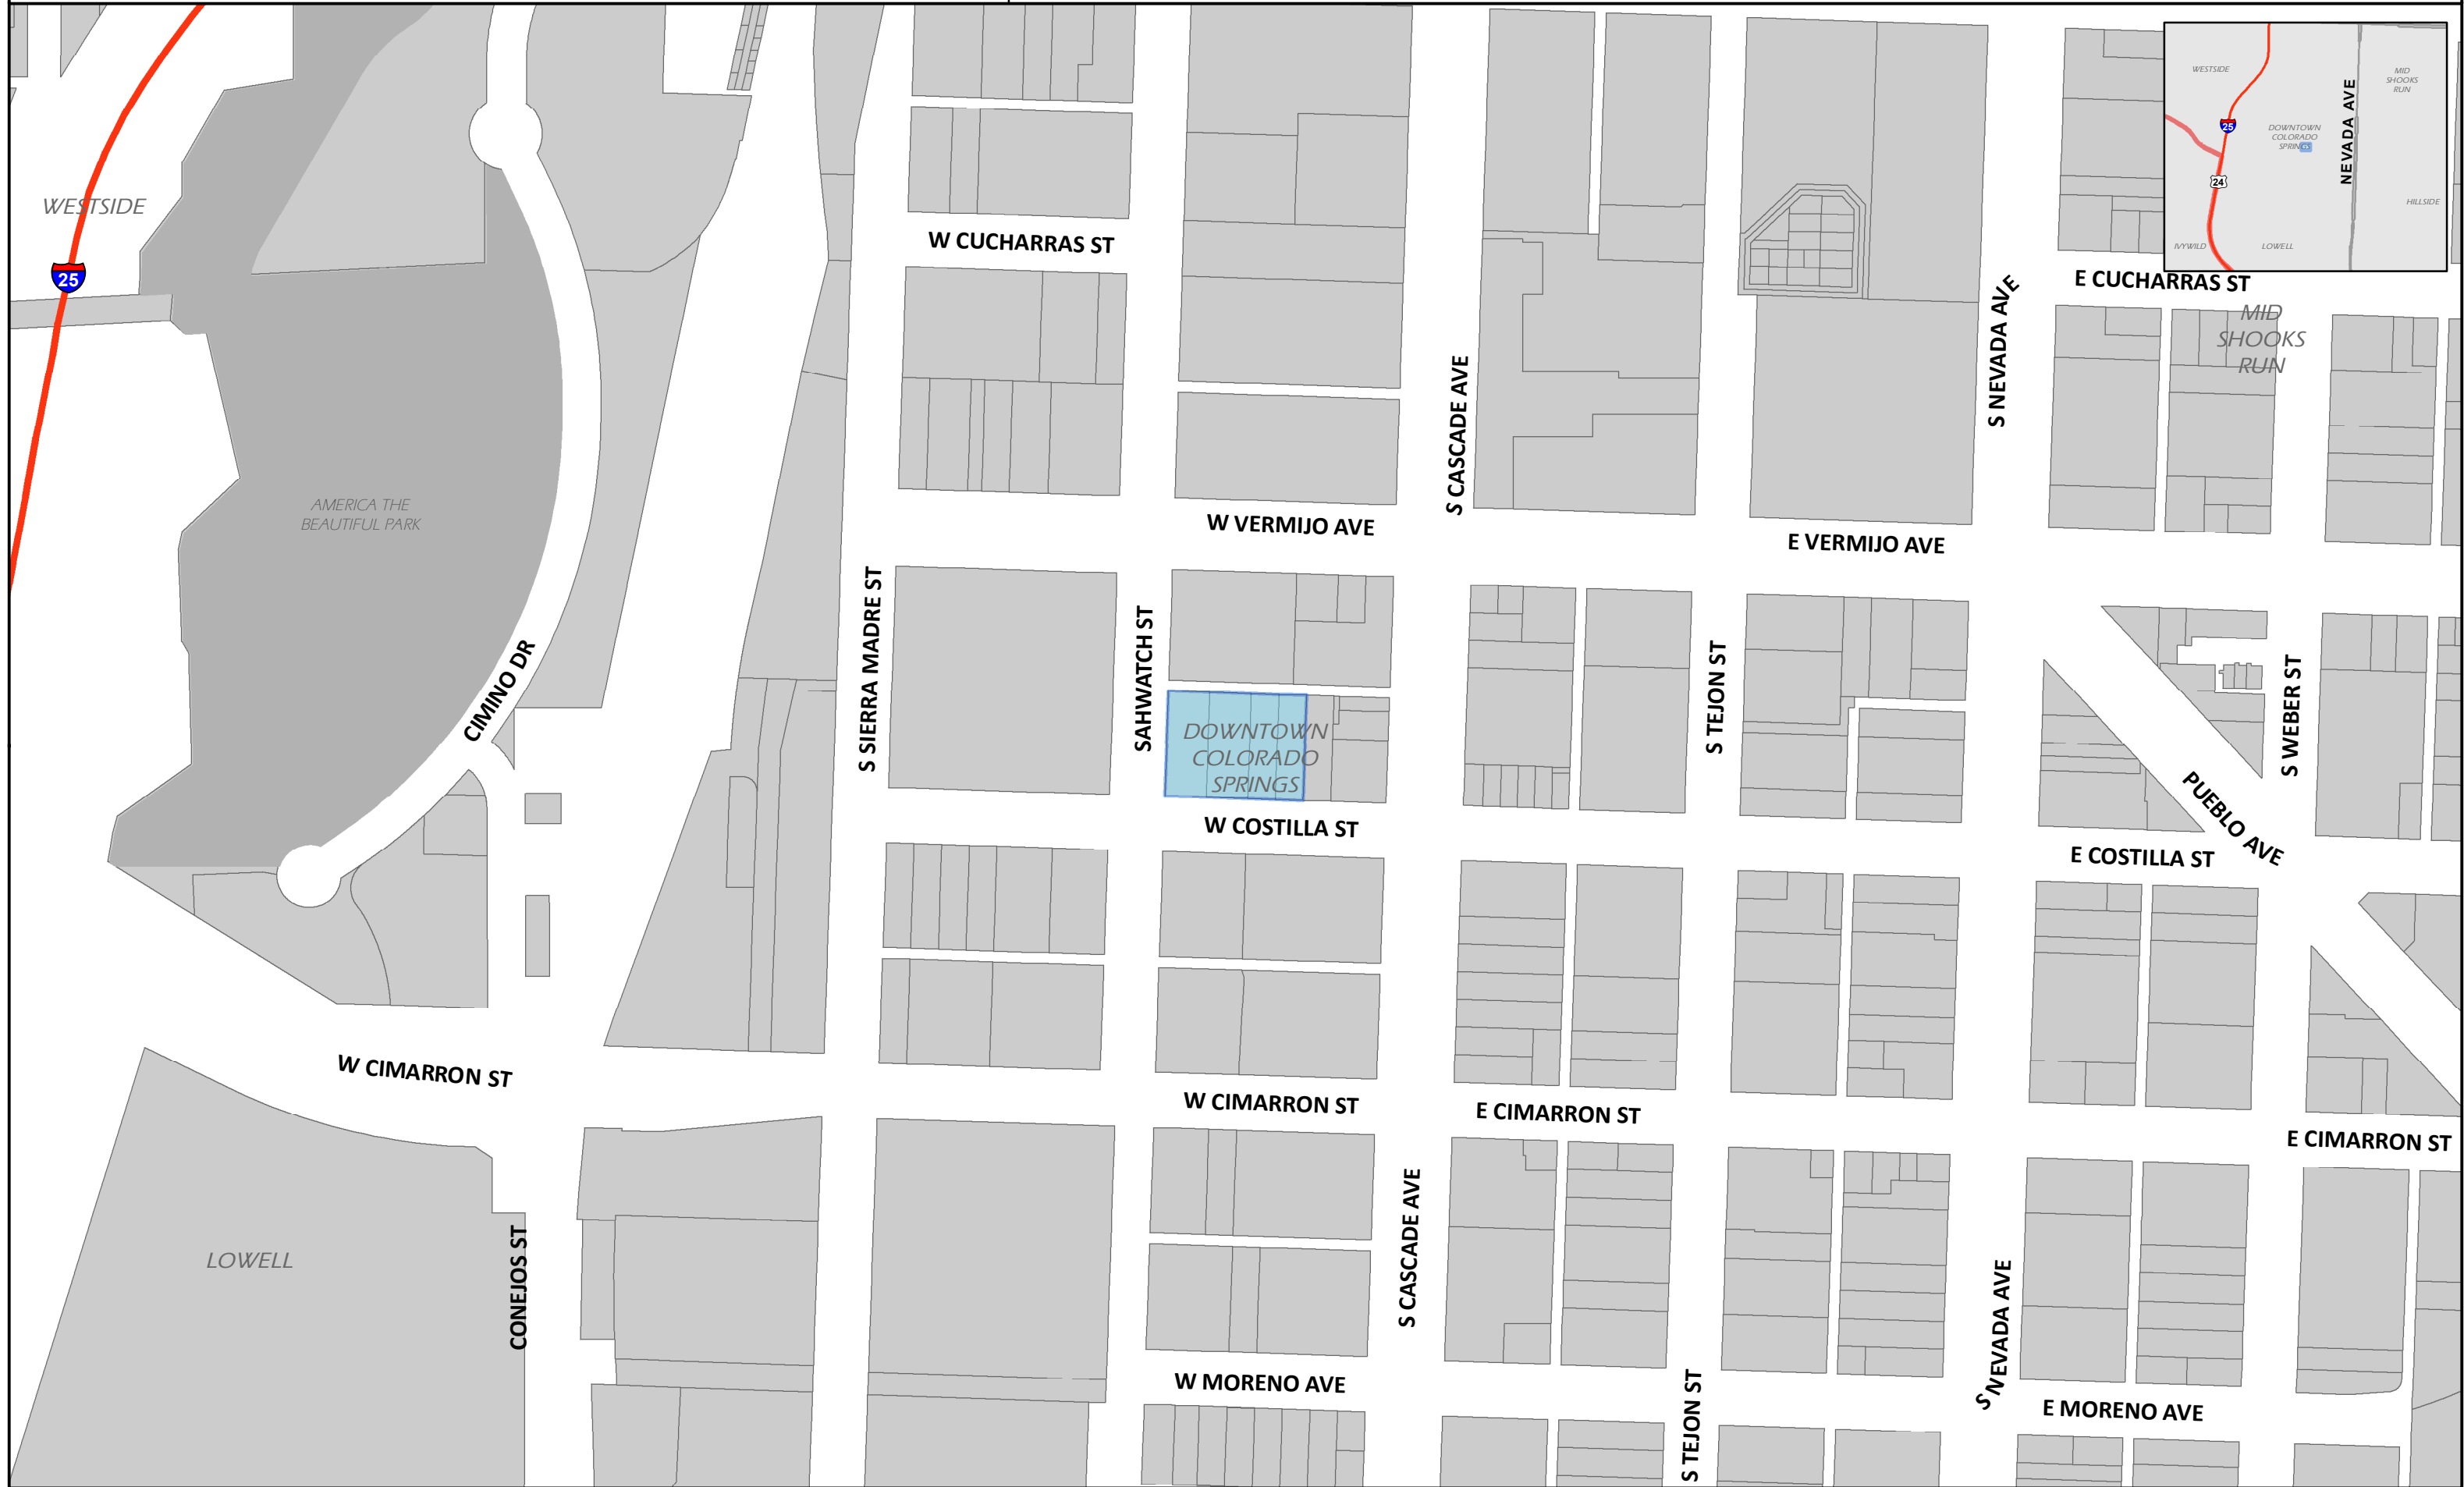 WESTSIDE
25
AMERICA THE
BEAUTIFUL PARK
CIMINO DR
W CIMARRON ST
LOWELL
CONEJOS ST
S SIERRA MADRE ST
W CUCHARRAS ST
W VERMIJO AVE
SAHWATCH ST
DOWNTOWN
COLORADO
SPRINGS
W COSTILLA ST
W CIMARRON ST
W MORENO AVE
S CASCADE AVE
S CASCADE AVE
E CIMARRON ST
S TEJON ST
S TEJON ST
E VERMIJO AVE
S NEVADA AVE
S NEVADA AVE
E CUCHARRAS ST
MID
SHOOKS
RUN
S WEBER ST
PUEBLO AVE
E COSTILLA ST
E CIMARRON ST
E MORENO AVE
WESTSIDE
MID
SHOOKS
RUN
25
DOWNTOWN
COLORADO
SPRINGS
NEVADA AVE
24
HILLSIDE
IVYWILD
LOWELL